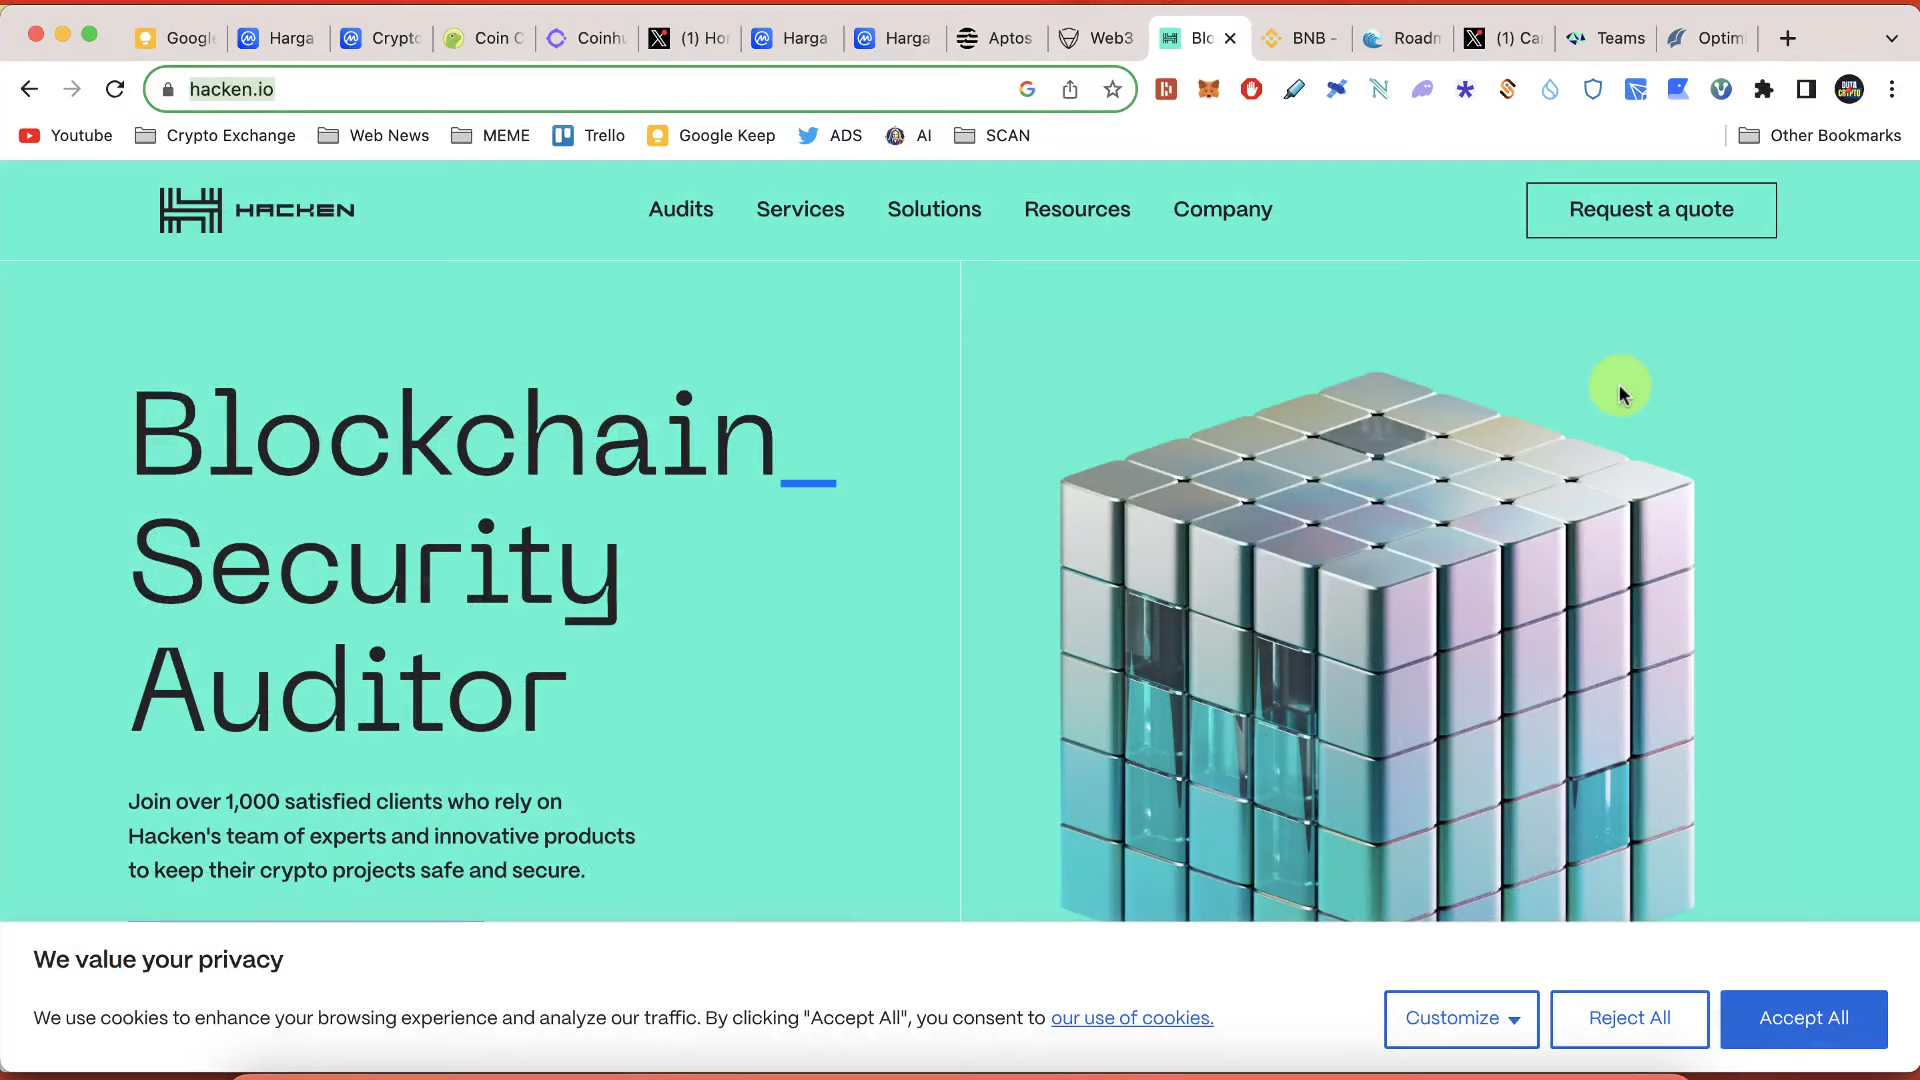 Googl Harga Crypto Coin C Coinhu (1) Ho Harga Harga Aptos Web3 Blo BNB - Roadm (1) Ca Teams Optim
hacken.io
Youtube Crypto Exchange Web News MEME Trello Google Keep ADS AI SCAN Other Bookmarks
HACKEN Audits Services Solutions Resources Company Request a quote
Blockchain_
Security
Auditor
Join over 1,000 satisfied clients who rely on
Hacken's team of experts and innovative products
to keep their crypto projects safe and secure.
We value your privacy
We use cookies to enhance your browsing experience and analyze our traffic. By clicking "Accept All", you consent to our use of cookies.
Customize Reject All Accept All